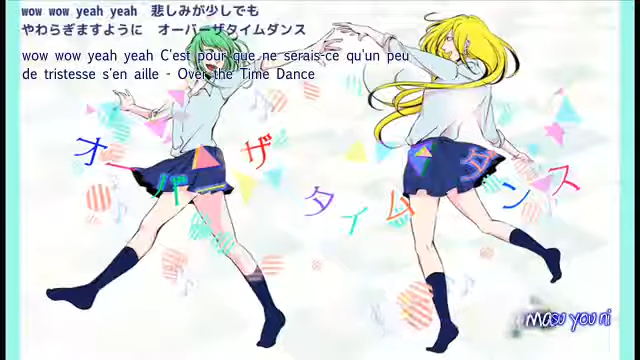 wow wow yeah yeah 悲しみが少しでも
やわらぎますように オーバーザタイムダンス
wow wow yeah yeah C'est pour que ne serais-ce qu'un peu
de tristesse s'en aille - Over the Time Dance
オーバーザ
タイムダンス
Masu you ni